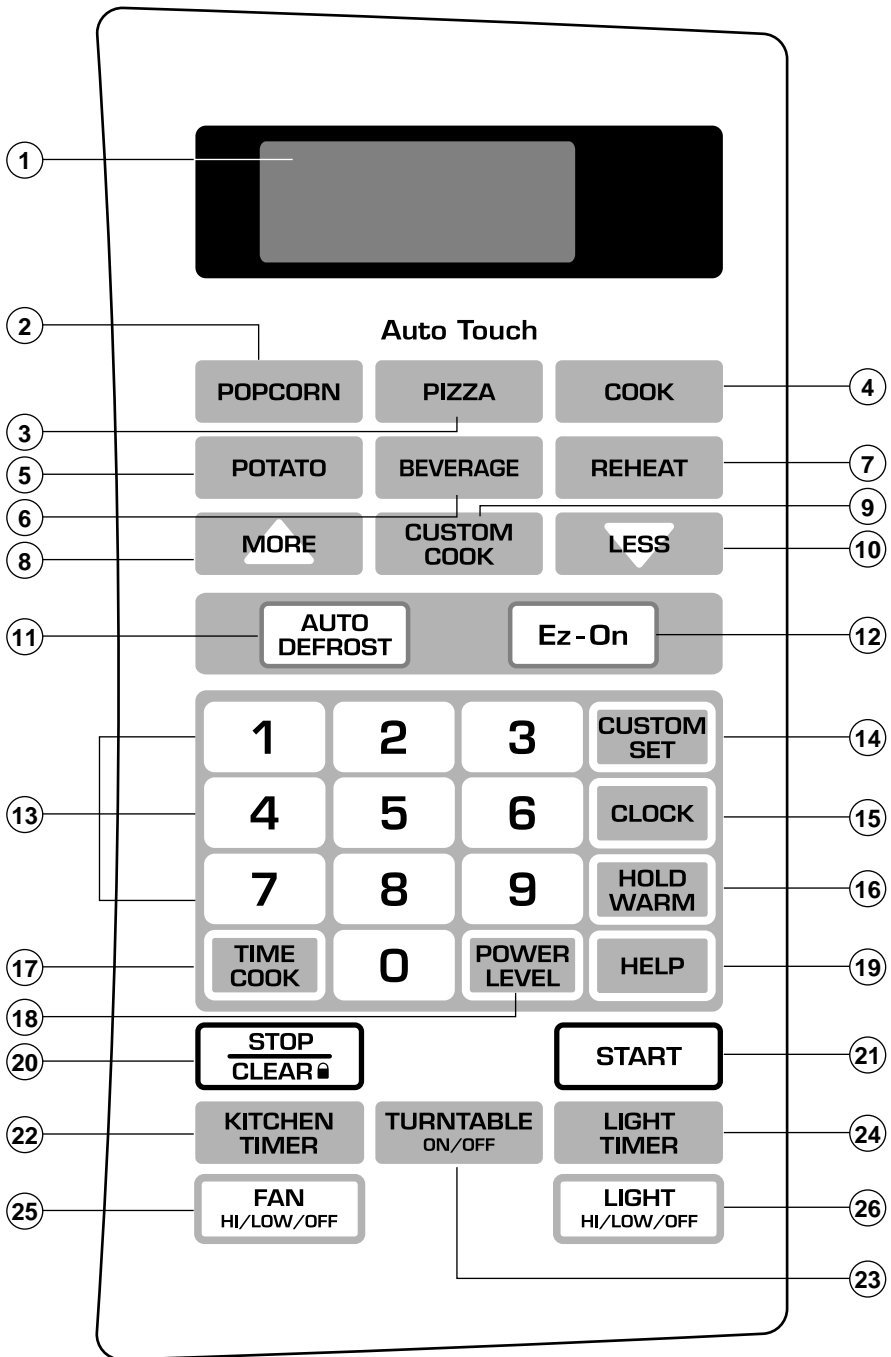 1
2
Auto Touch
POPCORN
PIZZA
COOK
4
3
5
POTATO
BEVERAGE
REHEAT
7
6
9
8
MORE
CUSTOM
COOK
LESS
10
11
AUTO
DEFROST
Ez-On
12
1
2
3
CUSTOM
SET
14
13
4
5
6
CLOCK
15
7
8
9
HOLD
WARM
16
17
TIME
COOK
0
POWER
LEVEL
HELP
19
18
20
STOP
CLEAR
START
21
22
KITCHEN
TIMER
TURNTABLE
ON/OFF
LIGHT
TIMER
24
25
FAN
HI/LOW/OFF
LIGHT
HI/LOW/OFF
26
23